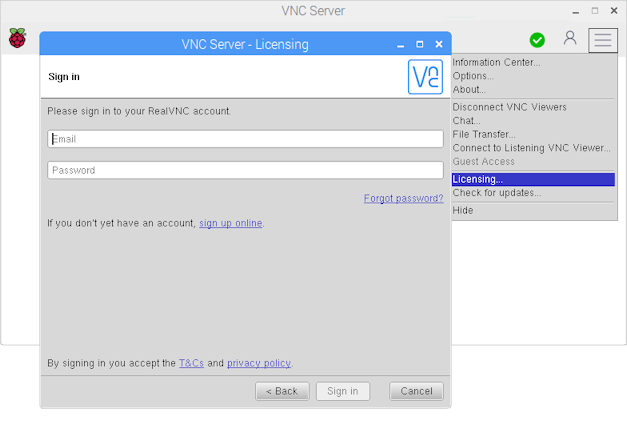 VNC Server
VNC Server - Licensing
Sign in
Please sign in to your RealVNC account.
Email
Password
Forgot password?
If you don't yet have an account, sign up online.
By signing in you accept the T&Cs and privacy policy.
< Back
Sign in
Cancel
Information Center...
Options...
About...
Disconnect VNC Viewers
Chat...
File Transfer...
Connect to Listening VNC Viewer...
Guest Access
Licensing...
Check for updates...
Hide